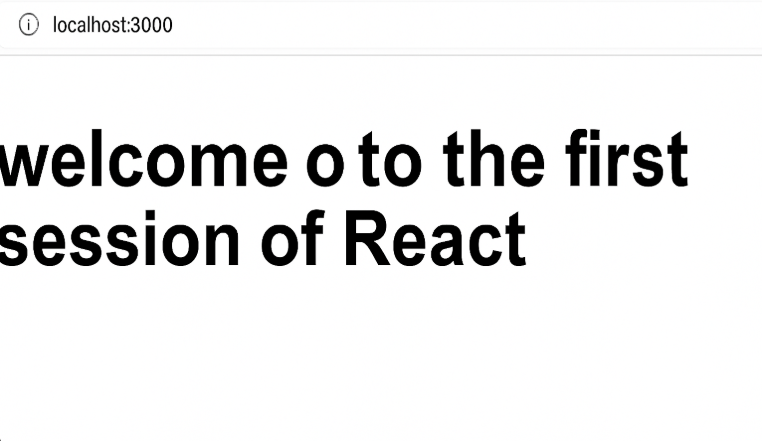 localhost:3000
welcome o to the first
session of React